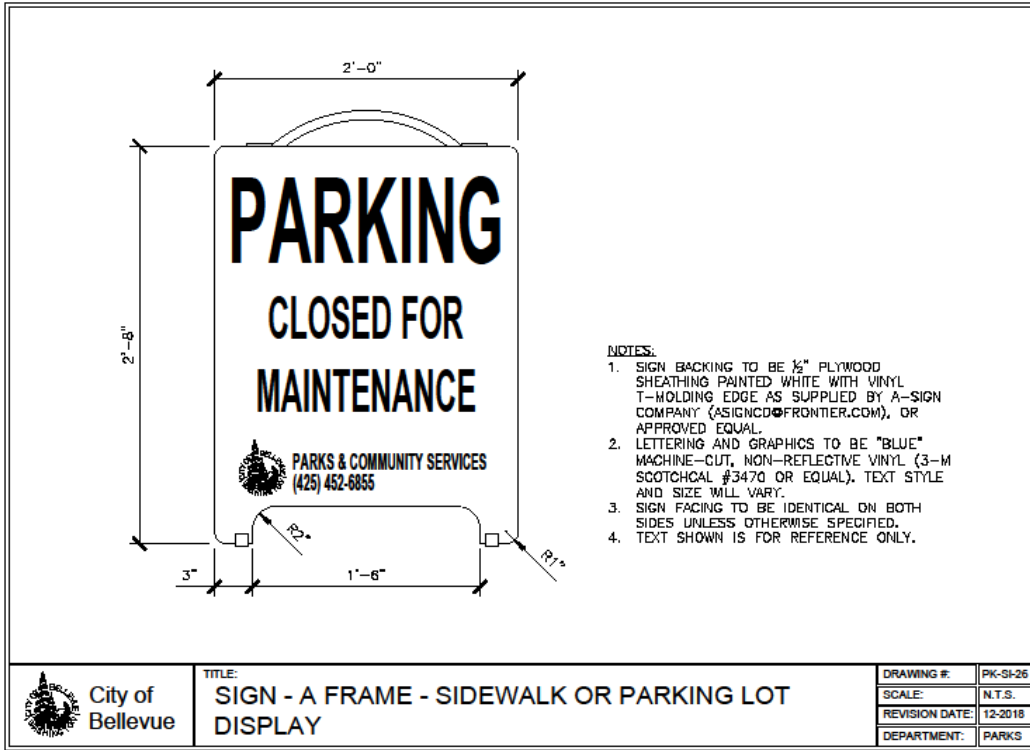 2'-0"
2'-8"
PARKING
CLOSED FOR
MAINTENANCE
PARKS & COMMUNITY SERVICES
(425) 452-6855
R2"
R1"
3"
1'-6"
NOTES:
1. SIGN BACKING TO BE ½" PLYWOOD
SHEATHING PAINTED WHITE WITH VINYL
T-MOLDING EDGE AS SUPPLIED BY A-SIGN
COMPANY (ASIGNCO@FRONTIER.COM), OR
APPROVED EQUAL.
2. LETTERING AND GRAPHICS TO BE "BLUE"
MACHINE-CUT, NON-REFLECTIVE VINYL (3-M
SCOTCHCAL #3470 OR EQUAL). TEXT STYLE
AND SIZE WILL VARY.
3. SIGN FACING TO BE IDENTICAL ON BOTH
SIDES UNLESS OTHERWISE SPECIFIED.
4. TEXT SHOWN IS FOR REFERENCE ONLY.
City of
Bellevue
TITLE:
SIGN - A FRAME - SIDEWALK OR PARKING LOT
DISPLAY
DRAWING #: PK-SI-26
SCALE: N.T.S.
REVISION DATE: 12-2018
DEPARTMENT: PARKS